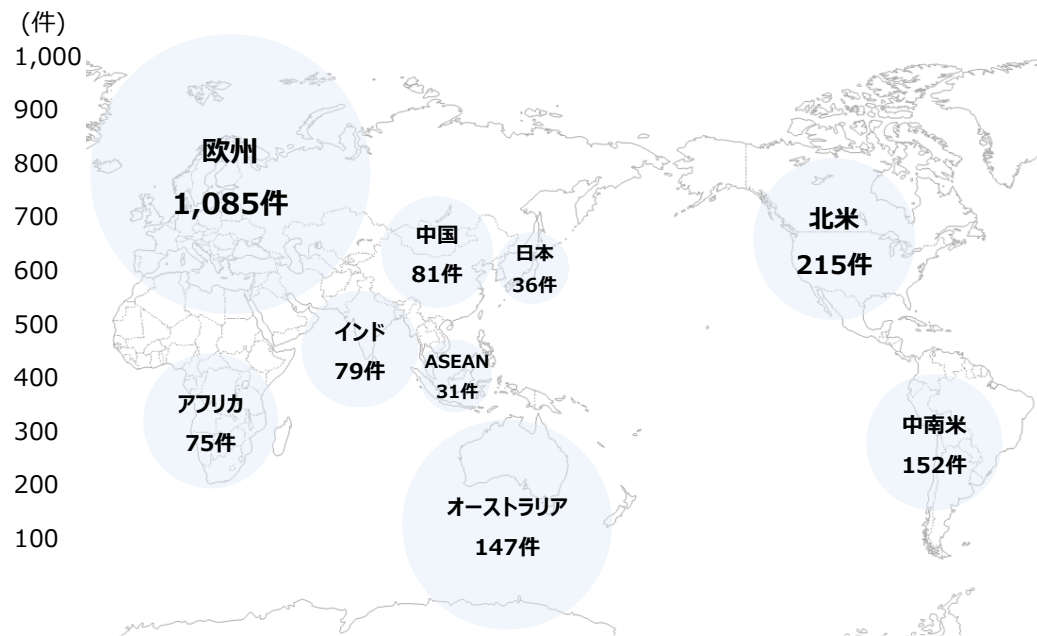 (件)
1,000
900
800
700
600
500
400
300
200
100
欧州
1,085件
中国
81件
日本
36件
北米
215件
インド
79件
ASEAN
31件
アフリカ
75件
中南米
152件
オーストラリア
147件